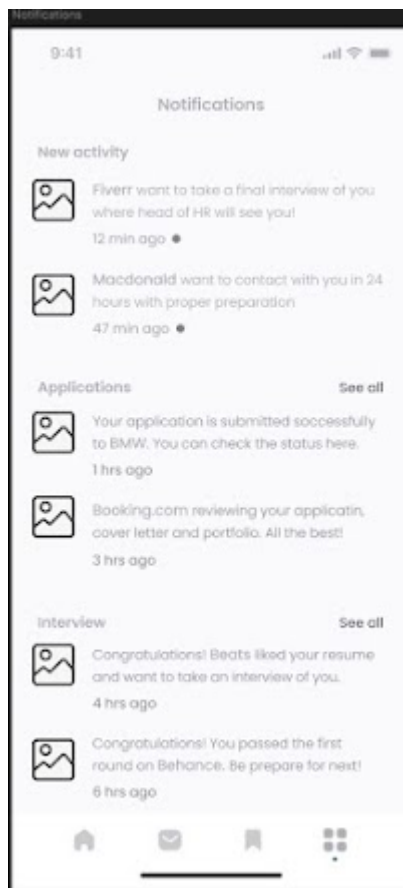 Notifications
9:41
Notifications
New activity
Fiverr want to take a final interview of you
where head of HR will see you!
12 min ago
Macdonald want to contact with you in 24
hours with proper preparation
47 min ago
Applications See all
Your application is submitted soccessfully
to BMW. You can check the status here.
1 hrs ago
Booking.com reviewing your applicatin,
cover letter and portfolio. All the best!
3 hrs ago
Interview See all
Congratulations! Beats liked your resume
and want to take an interview of you.
4 hrs ago
Congratulations! You passed the first
round on Behance. Be prepare for next!
6 hrs ago